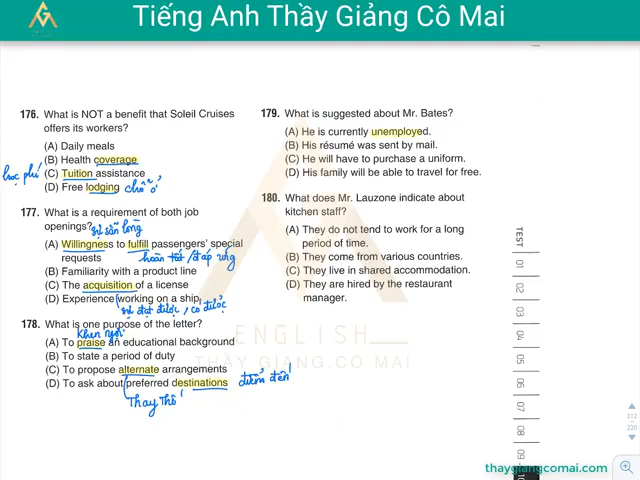 Tiếng Anh Thầy Giảng Cô Mai
176. What is NOT a benefit that Soleil Cruises
offers its workers?
(A) Daily meals
(B) Health coverage
học phí (C) Tuition assistance
(D) Free lodging chỗ ở
177. What is a requirement of both job
openings? sự sẵn lòng
(A) Willingness to fulfill passengers' special
requests hoàn tất / đáp ứng
(B) Familiarity with a product line
(C) The acquisition of a license
(D) Experience working on a ship
sự đạt được, có được
178. What is one purpose of the letter?
khen ngợi
(A) To praise an educational background
(B) To state a period of duty
(C) To propose alternate arrangements
(D) To ask about preferred destinations điểm đến
Thay thế
179. What is suggested about Mr. Bates?
(A) He is currently unemployed.
(B) His résumé was sent by mail.
(C) He will have to purchase a uniform.
(D) His family will be able to travel for free.
180. What does Mr. Lauzone indicate about
kitchen staff?
(A) They do not tend to work for a long
period of time.
(B) They come from various countries.
(C) They live in shared accommodation.
(D) They are hired by the restaurant
manager.
ENGLISH
THẦY GIẢNG CÔ MAI
TEST
01
02
03
04
05
06
07
08
09
10
212
220
thaygiangcomai.com